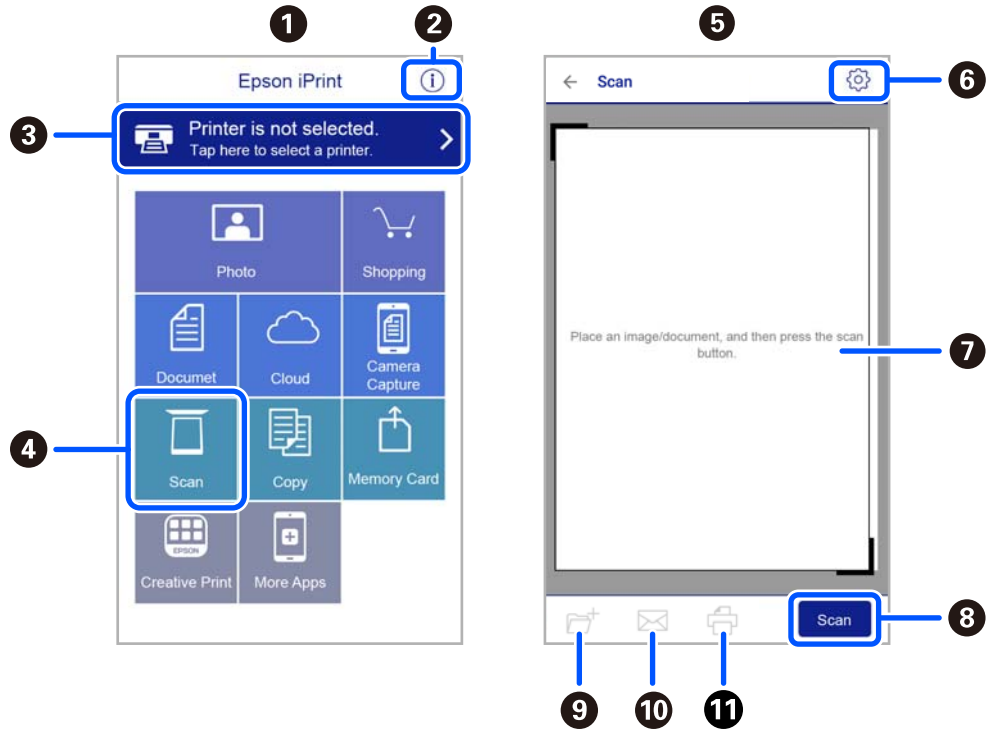 1
2
5
Epson iPrint
i
Scan
6
3
Printer is not selected.
Tap here to select a printer.
Photo
Shopping
Place an image/document, and then press the scan
button.
7
Documet
Cloud
Camera
Capture
4
Scan
Copy
Memory Card
EPSON
Creative Print
More Apps
Scan
8
9
10
11